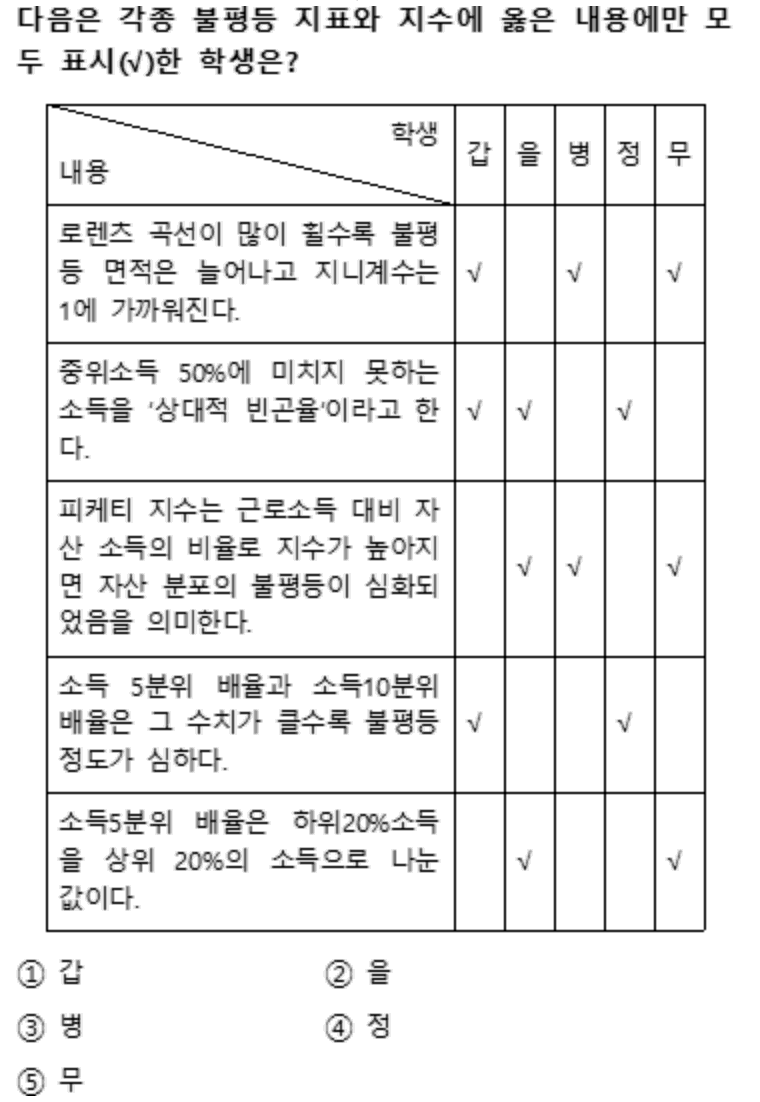 다음은 각종 불평등 지표와 지수에 옳은 내용에만 모
두 표시(√)한 학생은?
학생
내용
갑 을 병 정 무
로렌츠 곡선이 많이 휠수록 불평
등 면적은 늘어나고 지니계수는
1에 가까워진다.
√ √ √
중위소득 50%에 미치지 못하는
소득을 '상대적 빈곤율'이라고 한
다.
√ √ √
피케티 지수는 근로소득 대비 자
산 소득의 비율로 지수가 높아지
면 자산 분포의 불평등이 심화되
었음을 의미한다.
√ √ √
소득 5분위 배율과 소득10분위
배율은 그 수치가 클수록 불평등
정도가 심하다.
√ √
소득5분위 배율은 하위20%소득
을 상위 20%의 소득으로 나눈
값이다.
√ √
① 갑 ② 을
③ 병 ④ 정
⑤ 무